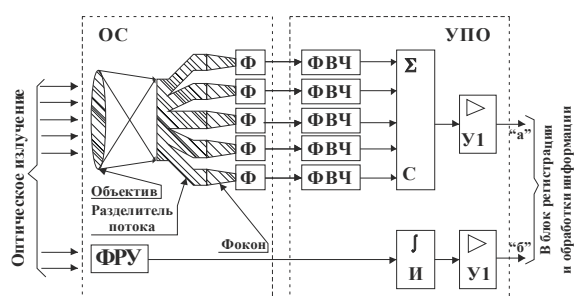 ОС
УПО
Оптическое излучение
Ф
ФВЧ
Σ
Ф
ФВЧ
Ф
ФВЧ
У1
"а"
Ф
ФВЧ
Ф
ФВЧ
С
Объектив
Разделитель
потока
Фокон
ФРУ
∫
И
У1
"б"
В блок регистрации
и обработки информации